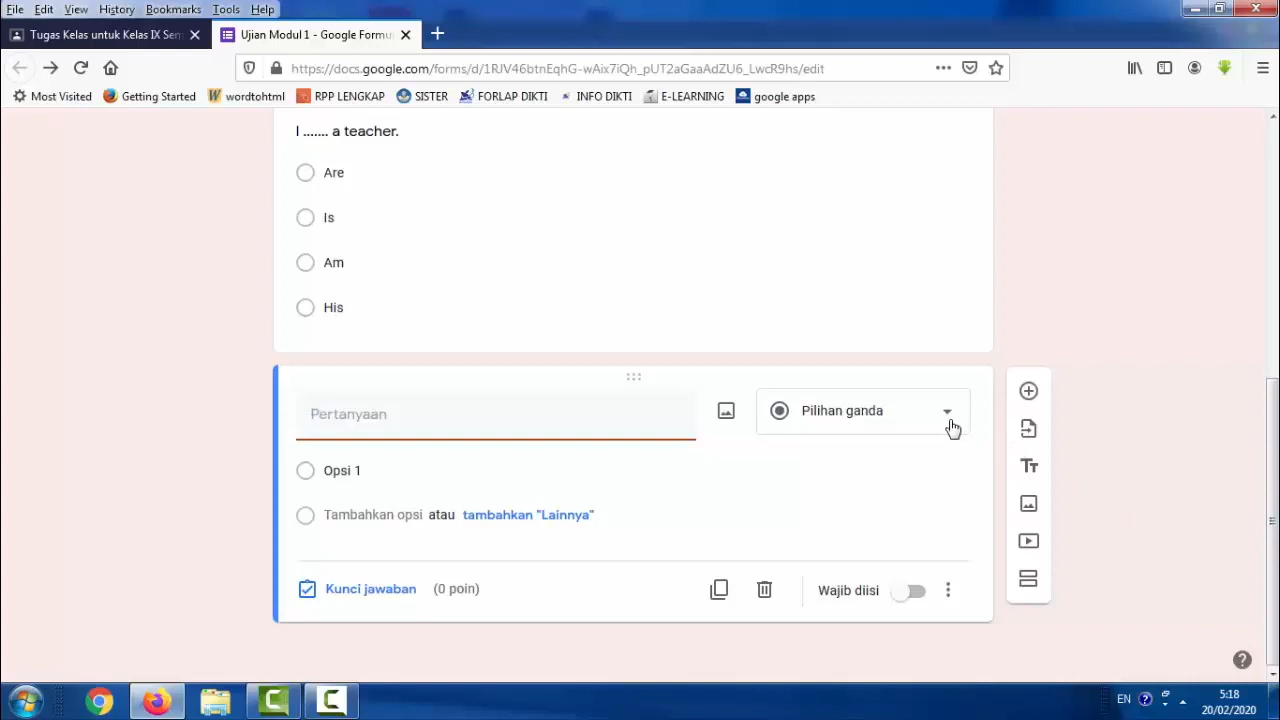 File Edit View History Bookmarks Tools Help
Tugas Kelas untuk Kelas IX Sem
Ujian Modul 1 - Google Formu
https://docs.google.com/forms/d/1RJV46btnEqhG-wAix7iQh_pUT2aGaaAdZU6_LwcR9hs/edit
Most Visited Getting Started wordtohtml RPP LENGKAP SISTER FORLAP DIKTI INFO DIKTI E-LEARNING google apps
I ....... a teacher.
Are
Is
Am
His
Pertanyaan
Pilihan ganda
Opsi 1
Tambahkan opsi atau tambahkan "Lainnya"
Kunci jawaban (0 poin)
Wajib diisi
EN
5:18
20/02/2020